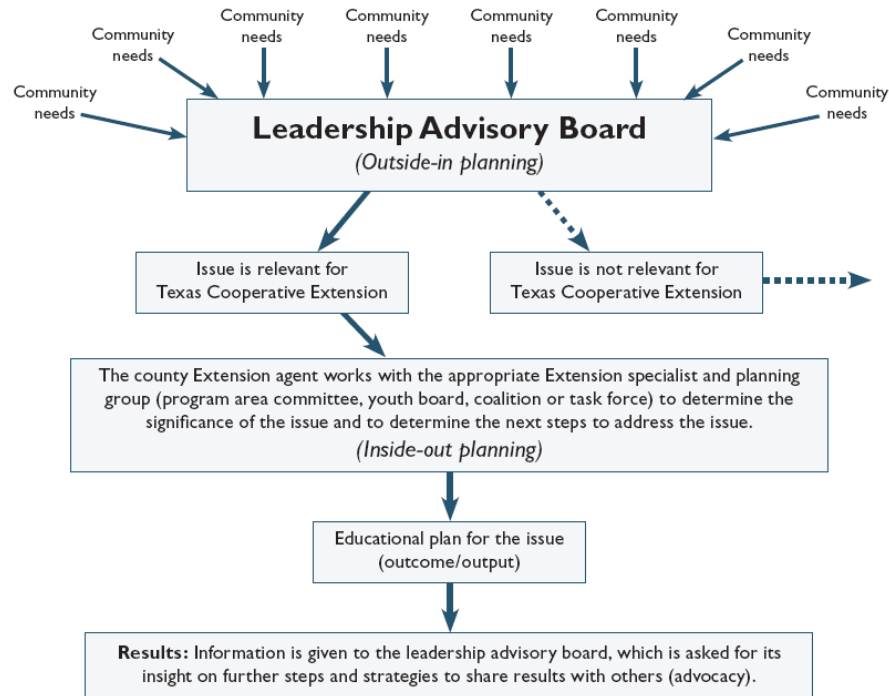 Community
needs
Community
needs
Community
needs
Community
needs
Community
needs
Community
needs
Community
needs
Community
needs
Leadership Advisory Board
(Outside-in planning)
Issue is relevant for
Texas Cooperative Extension
Issue is not relevant for
Texas Cooperative Extension
The county Extension agent works with the appropriate Extension specialist and planning
group (program area committee, youth board, coalition or task force) to determine the
significance of the issue and to determine the next steps to address the issue.
(Inside-out planning)
Educational plan for the issue
(outcome/output)
Results: Information is given to the leadership advisory board, which is asked for its
insight on further steps and strategies to share results with others (advocacy).